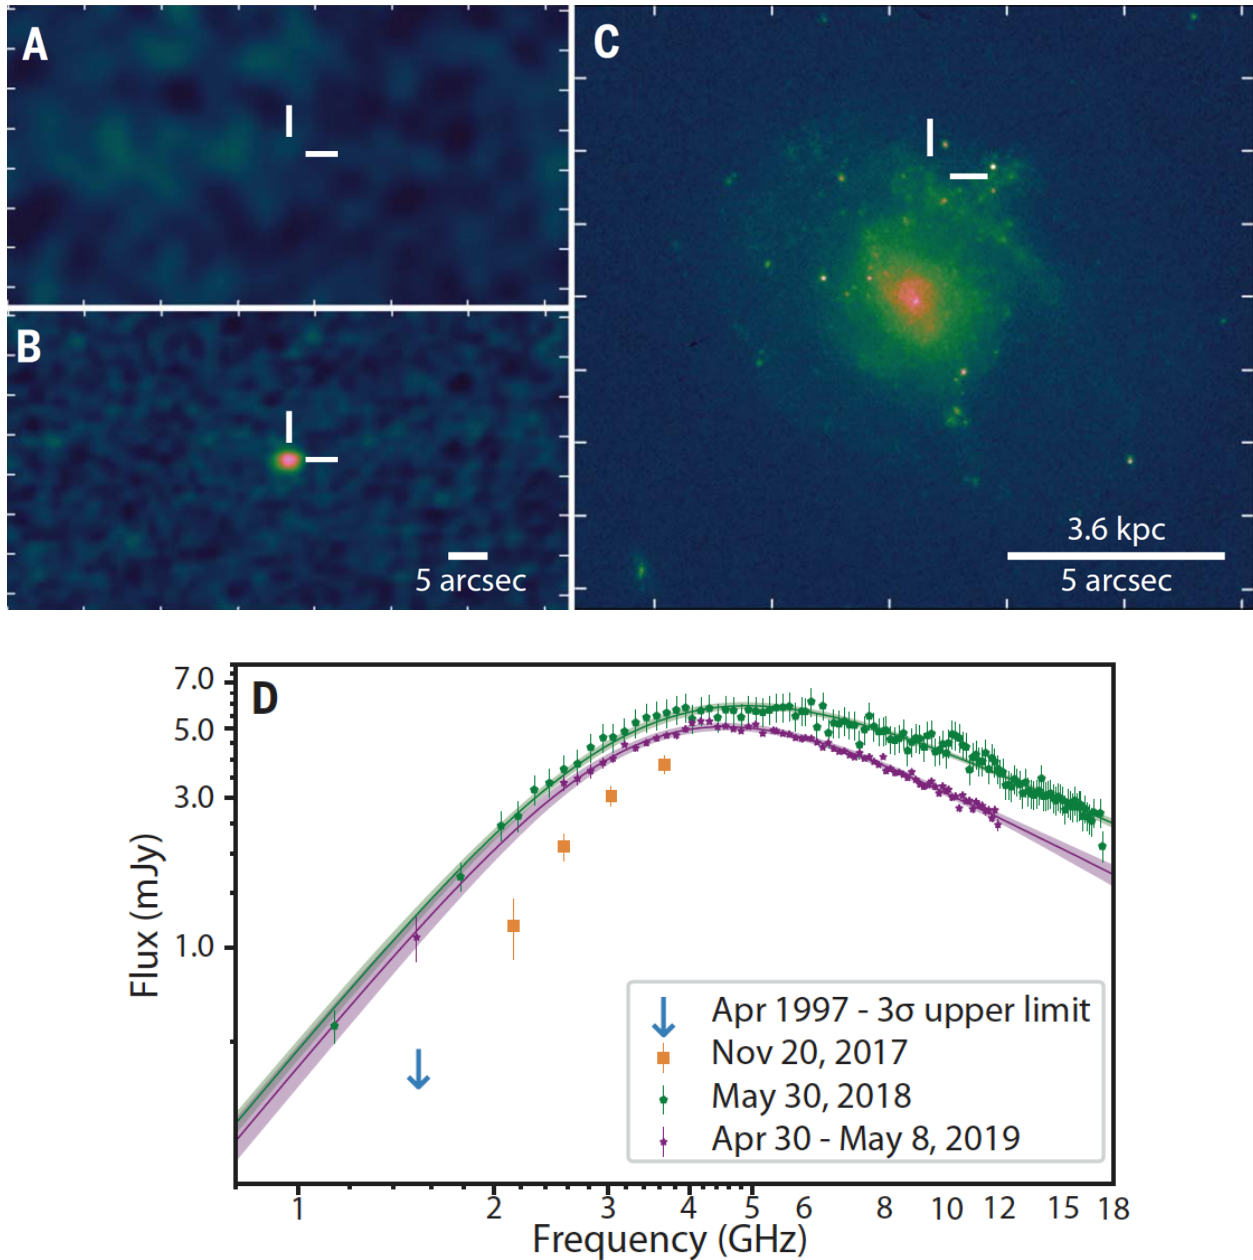 A
B
5 arcsec
C
3.6 kpc
5 arcsec
D
Flux (mJy)
7.0
5.0
3.0
1.0
Apr 1997 - 3σ upper limit
Nov 20, 2017
May 30, 2018
Apr 30 - May 8, 2019
1 2 3 4 5 6 8 10 12 15 18
Frequency (GHz)